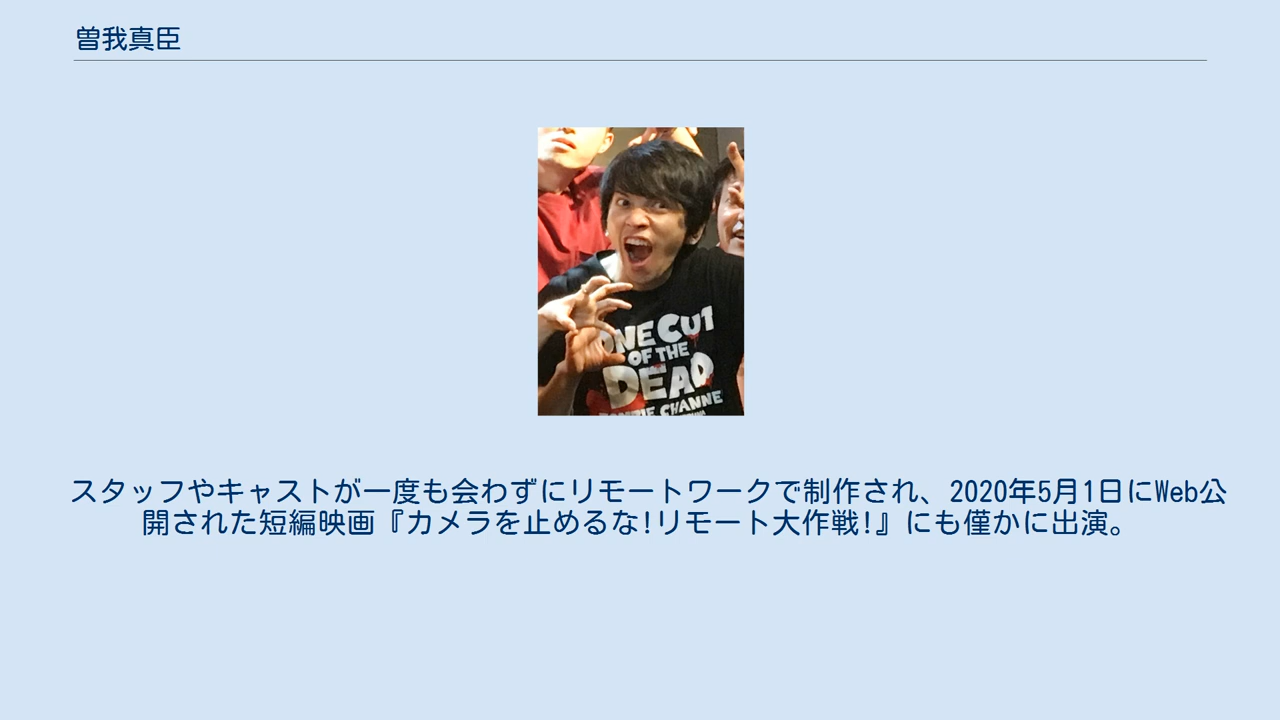 曽我真臣
ONE CUT
OF THE
DEAD
ZOMBIE CHANNE
スタッフやキャストが一度も会わずにリモートワークで制作され、2020年5月1日にWeb公
開された短編映画『カメラを止めるな!リモート大作戦!』にも僅かに出演。